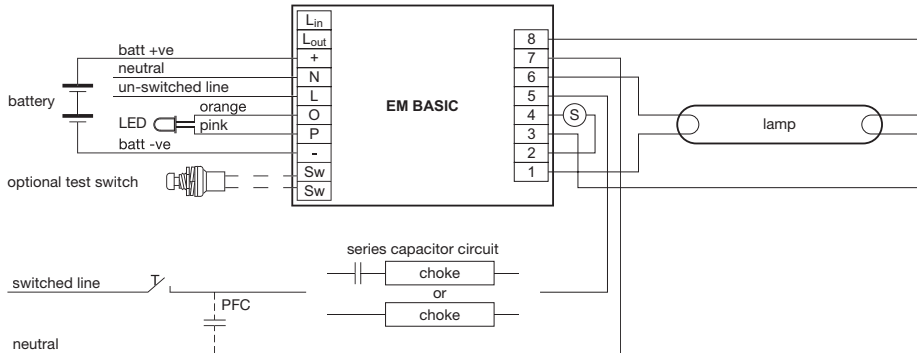 Lin
Lout
batt +ve
+
neutral
N
un-switched line
L
battery
orange
O
LED
pink
P
batt -ve
-
optional test switch
Sw
Sw
EM BASIC
8
7
6
5
4
3
2
1
S
lamp
series capacitor circuit
choke
or
choke
switched line
PFC
neutral